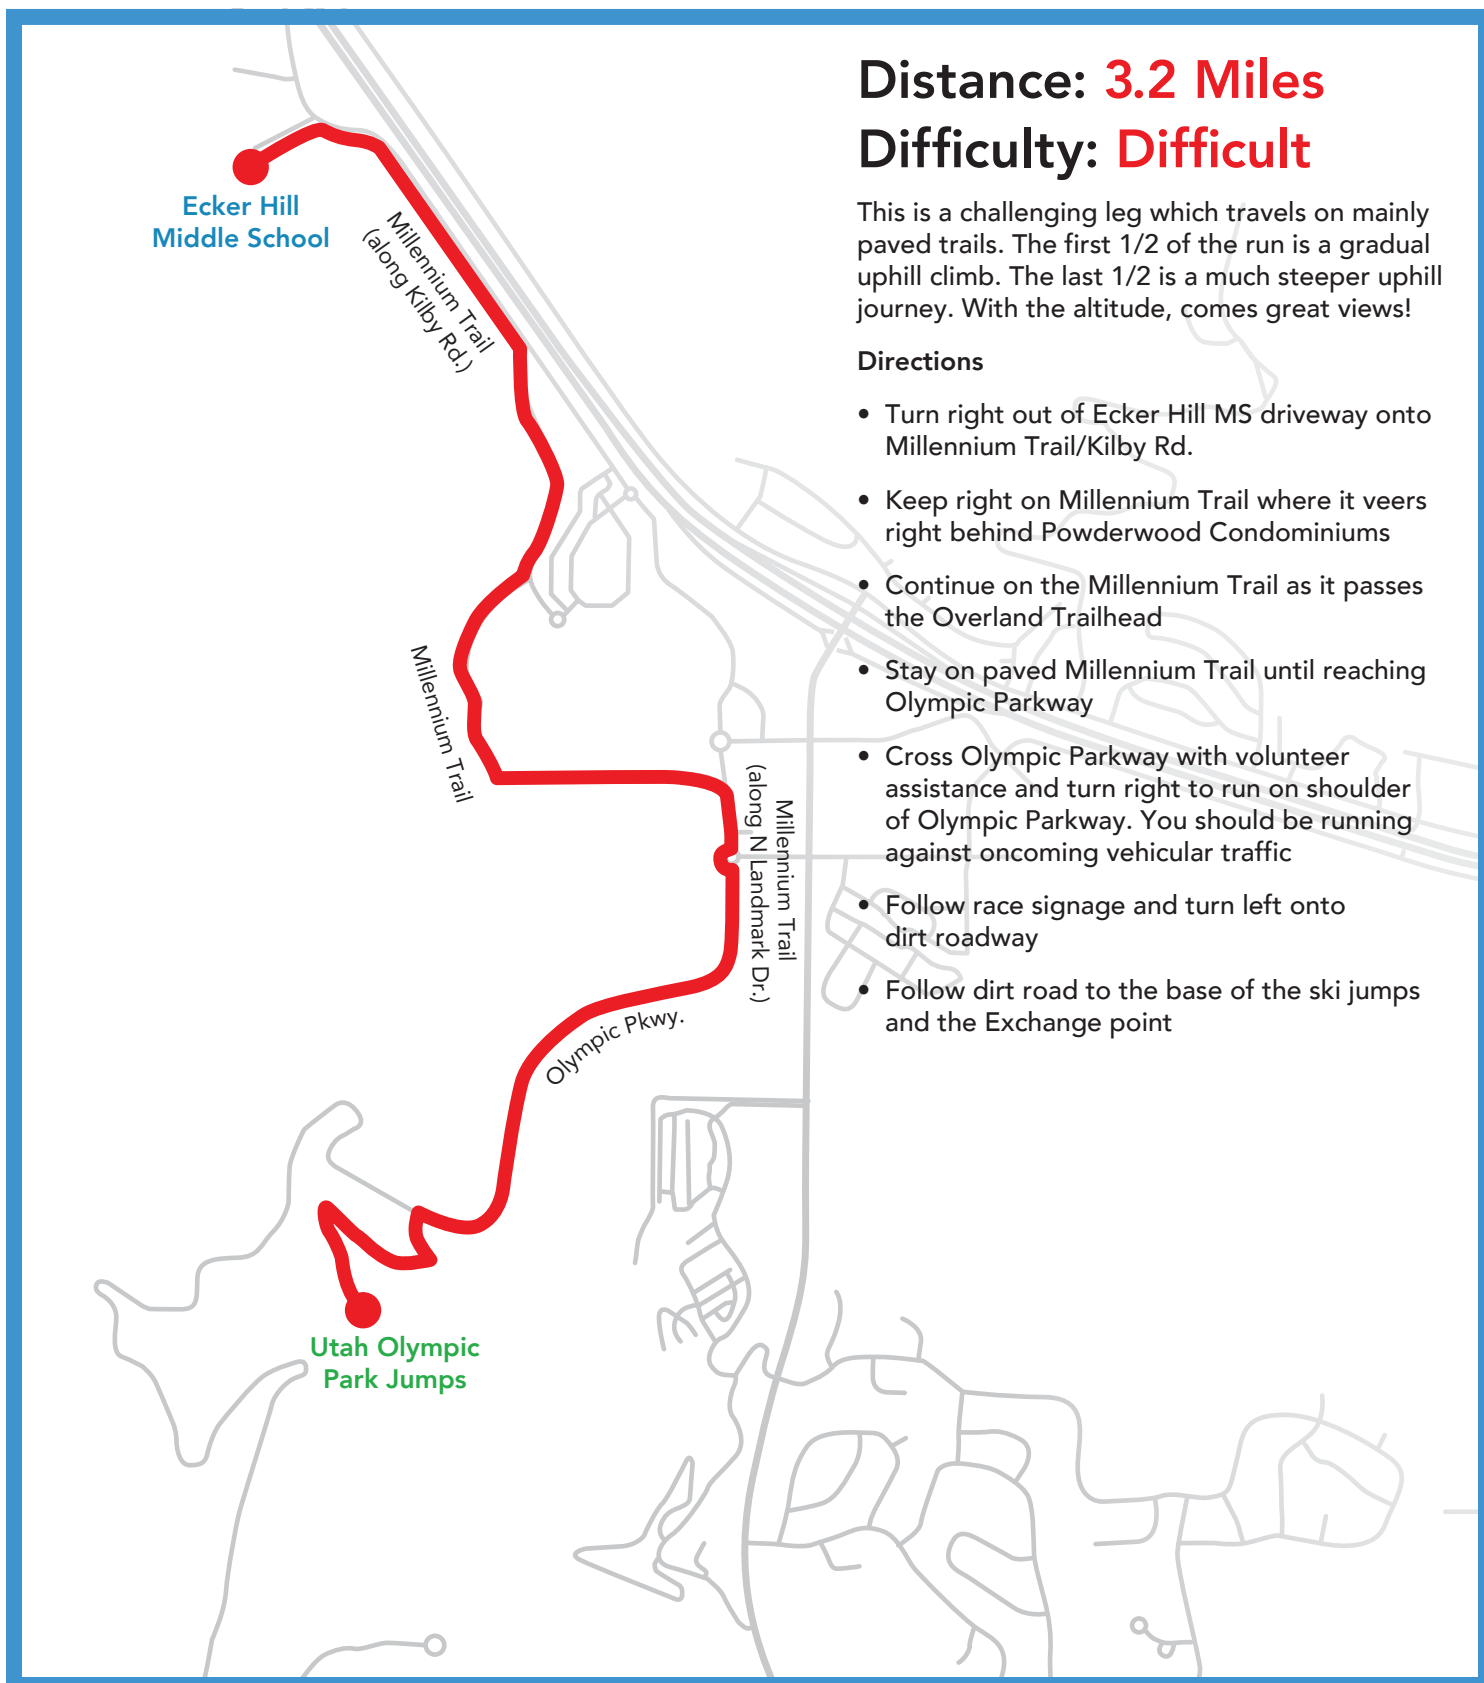 Distance: 3.2 Miles
Difficulty: Difficult
This is a challenging leg which travels on mainly
paved trails. The first 1/2 of the run is a gradual
uphill climb. The last 1/2 is a much steeper uphill
journey. With the altitude, comes great views!
Directions
• Turn right out of Ecker Hill MS driveway onto
Millennium Trail/Kilby Rd.
• Keep right on Millennium Trail where it veers
right behind Powderwood Condominiums
• Continue on the Millennium Trail as it passes
the Overland Trailhead
• Stay on paved Millennium Trail until reaching
Olympic Parkway
• Cross Olympic Parkway with volunteer
assistance and turn right to run on shoulder
of Olympic Parkway. You should be running
against oncoming vehicular traffic
• Follow race signage and turn left onto
dirt roadway
• Follow dirt road to the base of the ski jumps
and the Exchange point
Ecker Hill
Middle School
Millennium Trail
(along Kilby Rd.)
Millennium Trail
Millennium Trail
(along N Landmark Dr.)
Olympic Pkwy.
Utah Olympic
Park Jumps